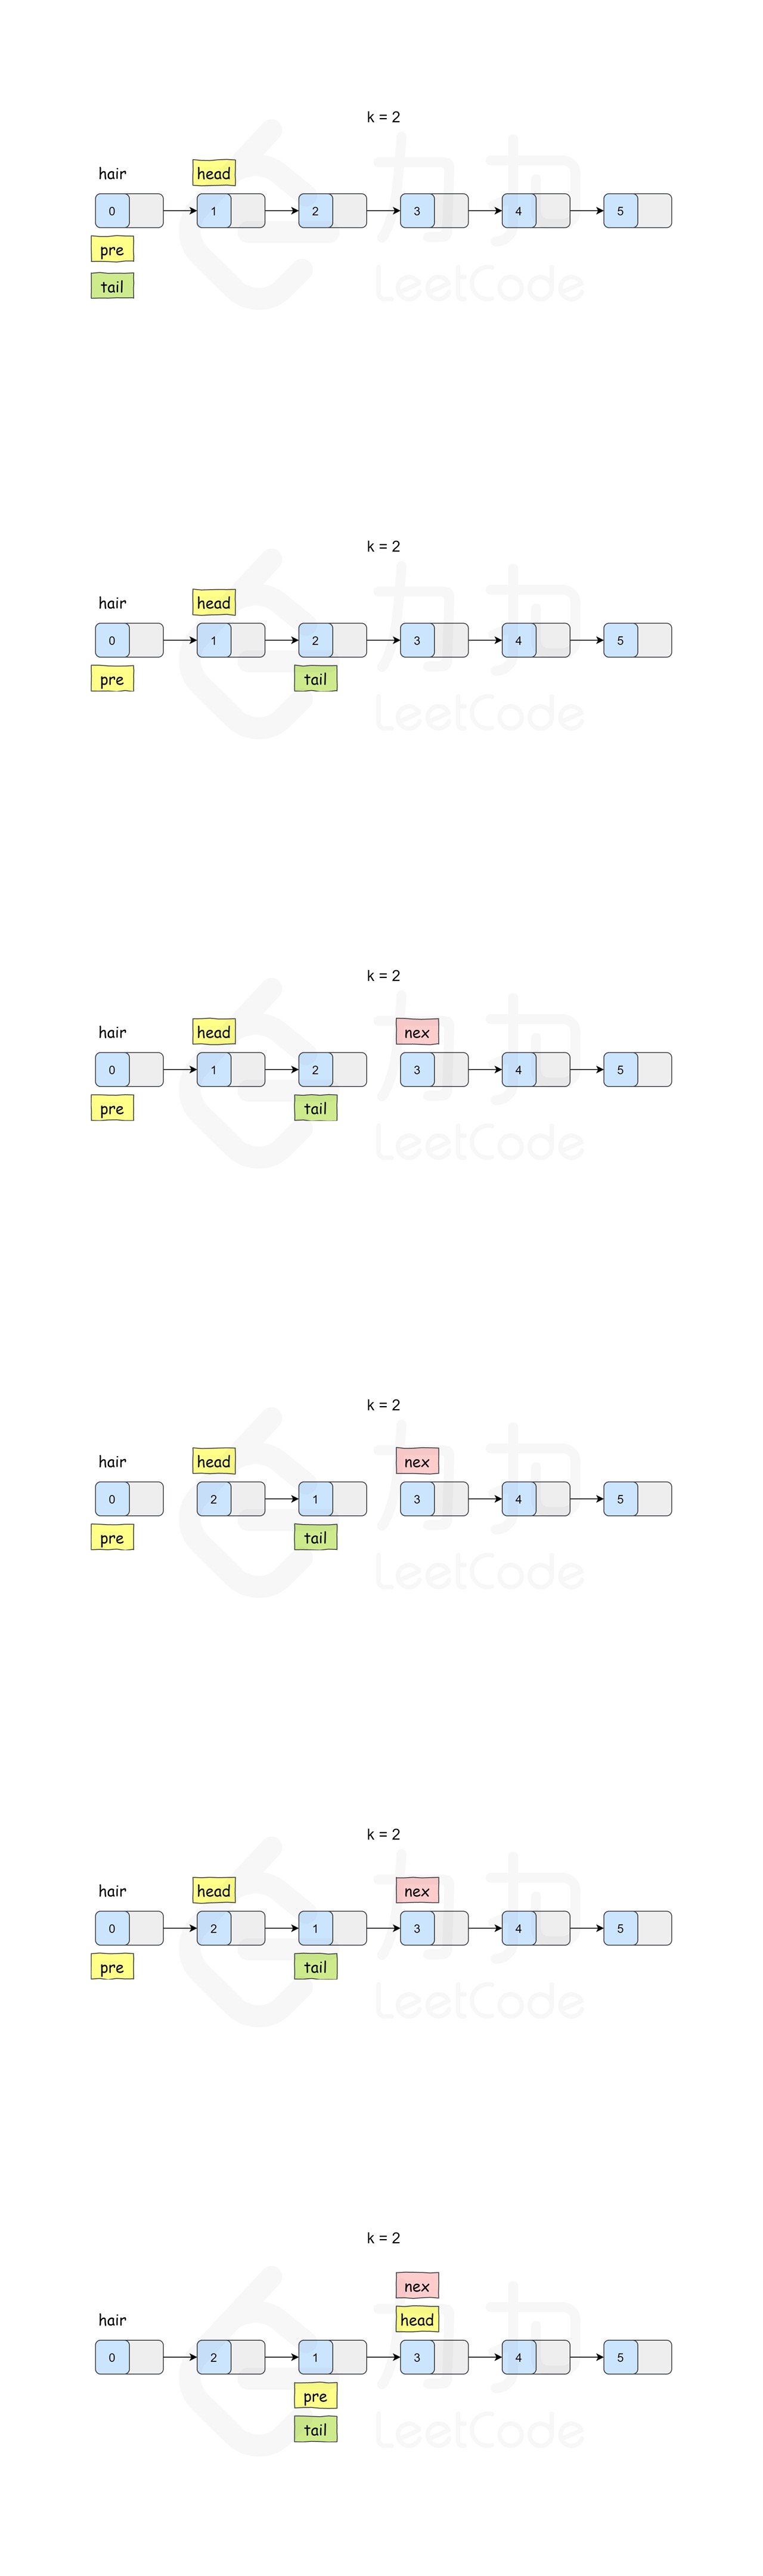 k = 2
hair head
0 1 2 3 4 5
pre
tail
力扣
LeetCode
k = 2
hair head
0 1 2 3 4 5
pre tail
力扣
LeetCode
k = 2
hair head nex
0 1 2 3 4 5
pre tail
力扣
LeetCode
k = 2
hair head nex
0 2 1 3 4 5
pre tail
力扣
LeetCode
k = 2
hair head nex
0 2 1 3 4 5
pre tail
力扣
LeetCode
k = 2
nex
hair head
0 2 1 3 4 5
pre
tail
力扣
LeetCode